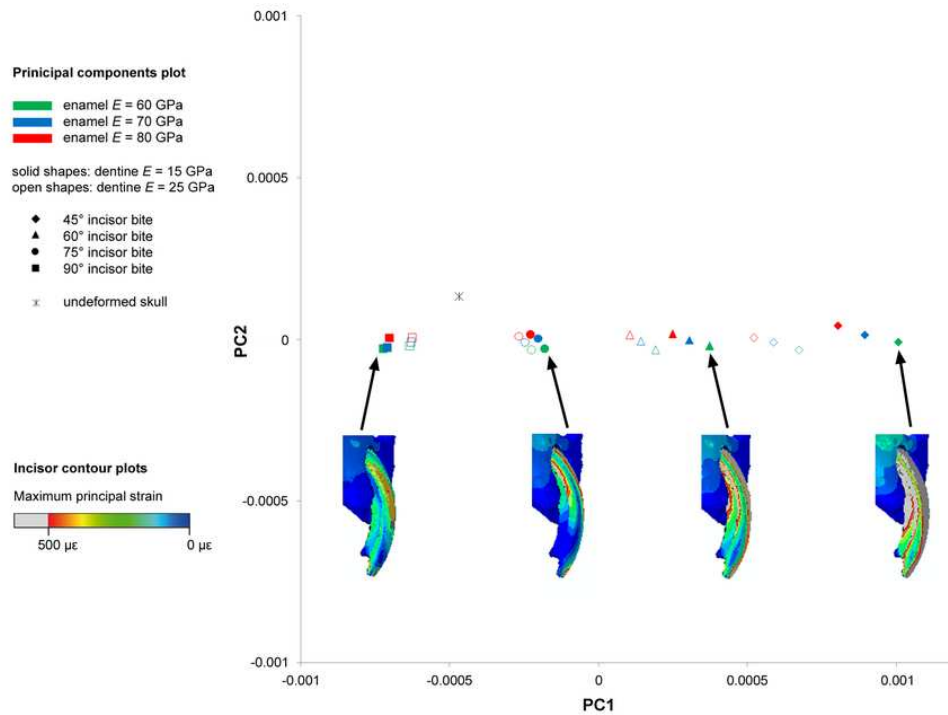 Prinicipal components plot
enamel E = 60 GPa
enamel E = 70 GPa
enamel E = 80 GPa
solid shapes: dentine E = 15 GPa
open shapes: dentine E = 25 GPa
45° incisor bite
60° incisor bite
75° incisor bite
90° incisor bite
undeformed skull
Incisor contour plots
Maximum principal strain
500 με 0 με
0.001
0.0005
0
-0.0005
-0.001
PC2
-0.001 -0.0005 0 0.0005 0.001
PC1